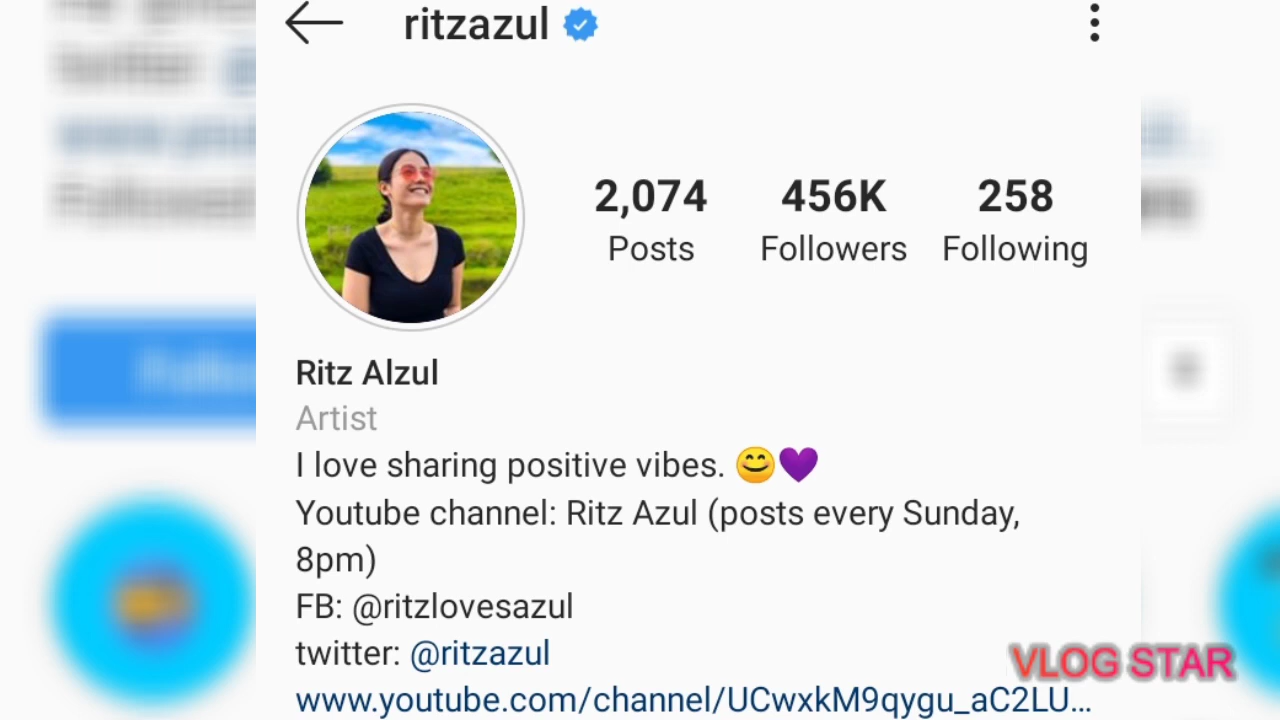 ritzazul
2,074 456K 258
Posts Followers Following
Ritz Alzul
Artist
I love sharing positive vibes. 😊💜
Youtube channel: Ritz Azul (posts every Sunday,
8pm)
FB: @ritzlovesazul
twitter: @ritzazul
www.youtube.com/channel/UCwxkM9qygu_aC2LU...
VLOG STAR